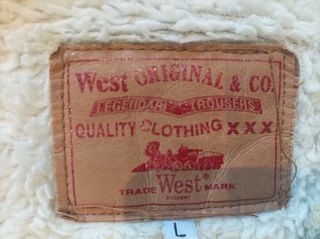 West ORIGINAL & CO.
LEGENDARY TROUSERS
QUALITY CLOTHING XXX
TRADE West MARK
L